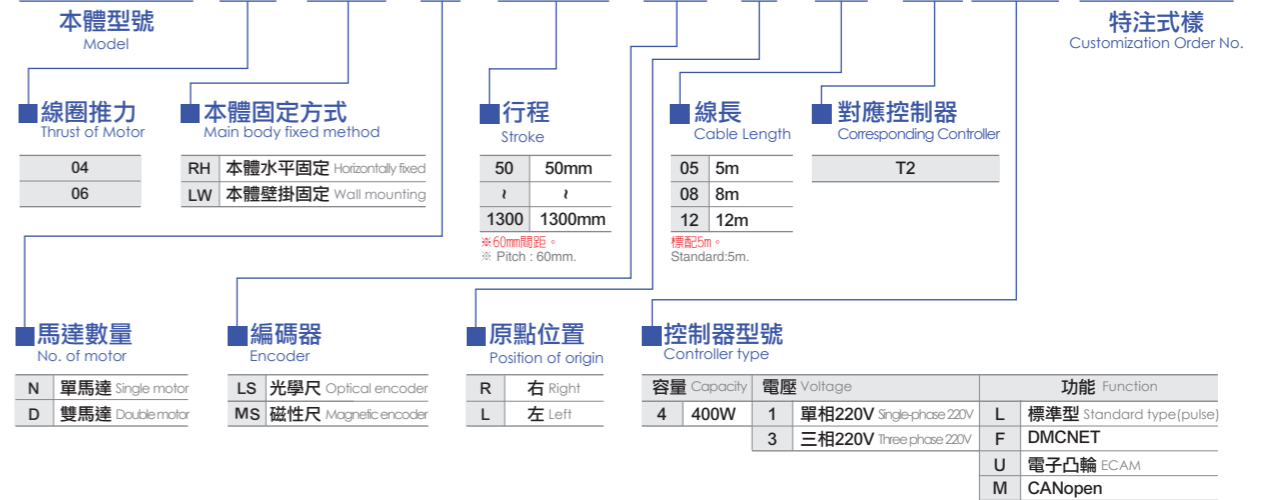 本體型號
Model
特注式樣
Customization Order No.
線圈推力
Thrust of Motor
04
06
本體固定方式
Main body fixed method
RH 本體水平固定 Horizontally fixed
LW 本體壁掛固定 Wall mounting
行程
Stroke
50 50mm
≀ ≀
1300 1300mm
※60mm間距。
※ Pitch : 60mm.
線長
Cable Length
05 5m
08 8m
12 12m
標配5m。
Standard:5m.
對應控制器
Corresponding Controller
T2
馬達數量
No. of motor
N 單馬達 Single motor
D 雙馬達 Double motor
編碼器
Encoder
LS 光學尺 Optical encoder
MS 磁性尺 Magnetic encoder
原點位置
Position of origin
R 右 Right
L 左 Left
控制器型號
Controller type
容量 Capacity 電壓 Voltage 功能 Function
4 400W 1 單相220V Single-phase 220V L 標準型 Standard type(pulse)
3 三相220V Three phase 220V F DMCNET
U 電子凸輪 ECAM
M CANopen